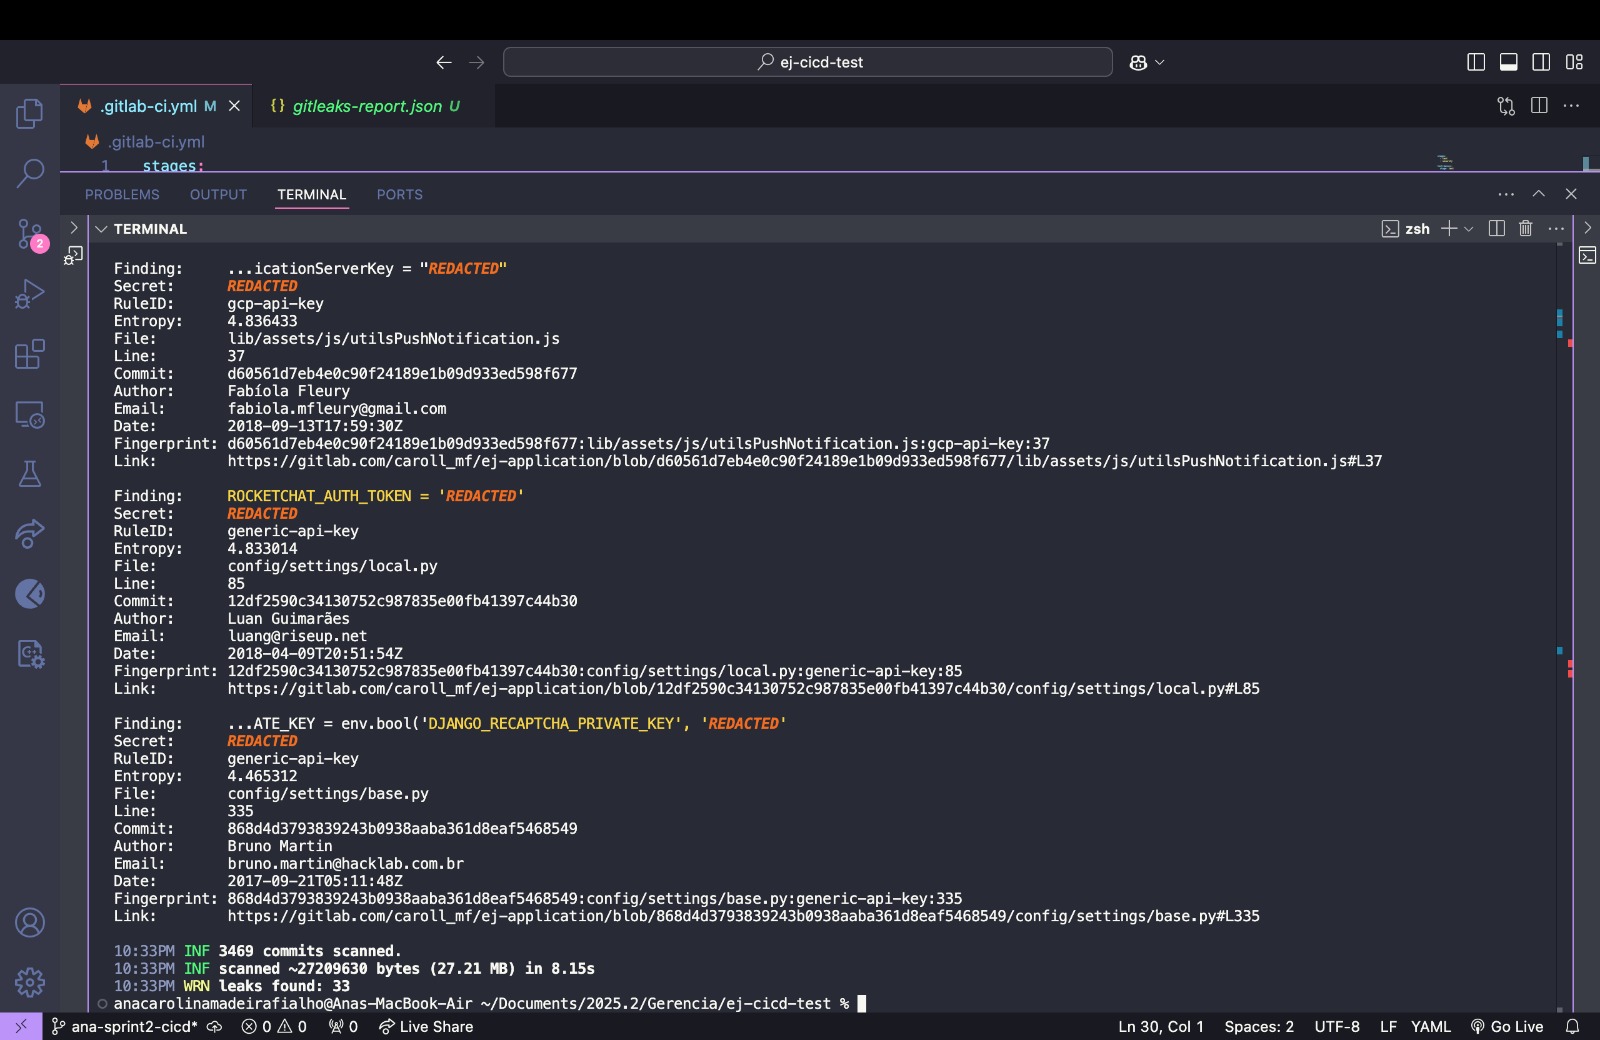 ej-cicd-test
.gitlab-ci.yml M
{} gitleaks-report.json U
.gitlab-ci.yml
1 stages:
PROBLEMS OUTPUT TERMINAL PORTS
TERMINAL
zsh
2
Finding: ...icationServerKey = "REDACTED"
Secret: REDACTED
RuleID: gcp-api-key
Entropy: 4.836433
File: lib/assets/js/utilsPushNotification.js
Line: 37
Commit: d60561d7eb4e0c90f24189e1b09d933ed598f677
Author: Fabíola Fleury
Email: fabiola.mfleury@gmail.com
Date: 2018-09-13T17:59:30Z
Fingerprint: d60561d7eb4e0c90f24189e1b09d933ed598f677:lib/assets/js/utilsPushNotification.js:gcp-api-key:37
Link: https://gitlab.com/caroll_mf/ej-application/blob/d60561d7eb4e0c90f24189e1b09d933ed598f677/lib/assets/js/utilsPushNotification.js#L37
Finding: ROCKETCHAT_AUTH_TOKEN = 'REDACTED'
Secret: REDACTED
RuleID: generic-api-key
Entropy: 4.833014
File: config/settings/local.py
Line: 85
Commit: 12df2590c34130752c987835e00fb41397c44b30
Author: Luan Guimarães
Email: luang@riseup.net
Date: 2018-04-09T20:51:54Z
Fingerprint: 12df2590c34130752c987835e00fb41397c44b30:config/settings/local.py:generic-api-key:85
Link: https://gitlab.com/caroll_mf/ej-application/blob/12df2590c34130752c987835e00fb41397c44b30/config/settings/local.py#L85
Finding: ...ATE_KEY = env.bool('DJANGO_RECAPTCHA_PRIVATE_KEY', 'REDACTED'
Secret: REDACTED
RuleID: generic-api-key
Entropy: 4.465312
File: config/settings/base.py
Line: 335
Commit: 868d4d3793839243b0938aaba361d8eaf5468549
Author: Bruno Martin
Email: bruno.martin@hacklab.com.br
Date: 2017-09-21T05:11:48Z
Fingerprint: 868d4d3793839243b0938aaba361d8eaf5468549:config/settings/base.py:generic-api-key:335
Link: https://gitlab.com/caroll_mf/ej-application/blob/868d4d3793839243b0938aaba361d8eaf5468549/config/settings/base.py#L335
10:33PM INF 3469 commits scanned.
10:33PM INF scanned ~27209630 bytes (27.21 MB) in 8.15s
10:33PM WRN leaks found: 33
anacarolinamadeirafialho@Anas-MacBook-Air ~/Documents/2025.2/Gerencia/ej-cicd-test %
ana-sprint2-cicd* 0 0 0 Live Share Ln 30, Col 1 Spaces: 2 UTF-8 LF YAML Go Live